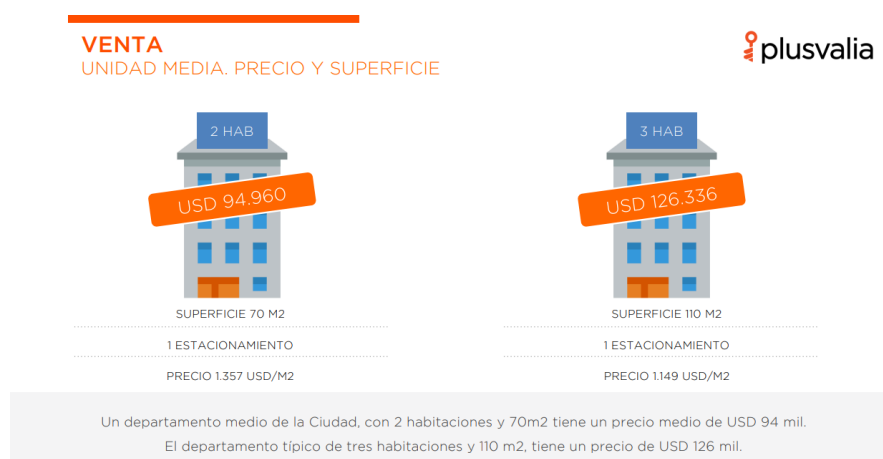 VENTA
UNIDAD MEDIA. PRECIO Y SUPERFICIE
plusvalia
2 HAB
USD 94.960
SUPERFICIE 70 M2
1 ESTACIONAMIENTO
PRECIO 1.357 USD/M2
3 HAB
USD 126.336
SUPERFICIE 110 M2
1 ESTACIONAMIENTO
PRECIO 1.149 USD/M2
Un departamento medio de la Ciudad, con 2 habitaciones y 70m2 tiene un precio medio de USD 94 mil.
El departamento típico de tres habitaciones y 110 m2, tiene un precio de USD 126 mil.